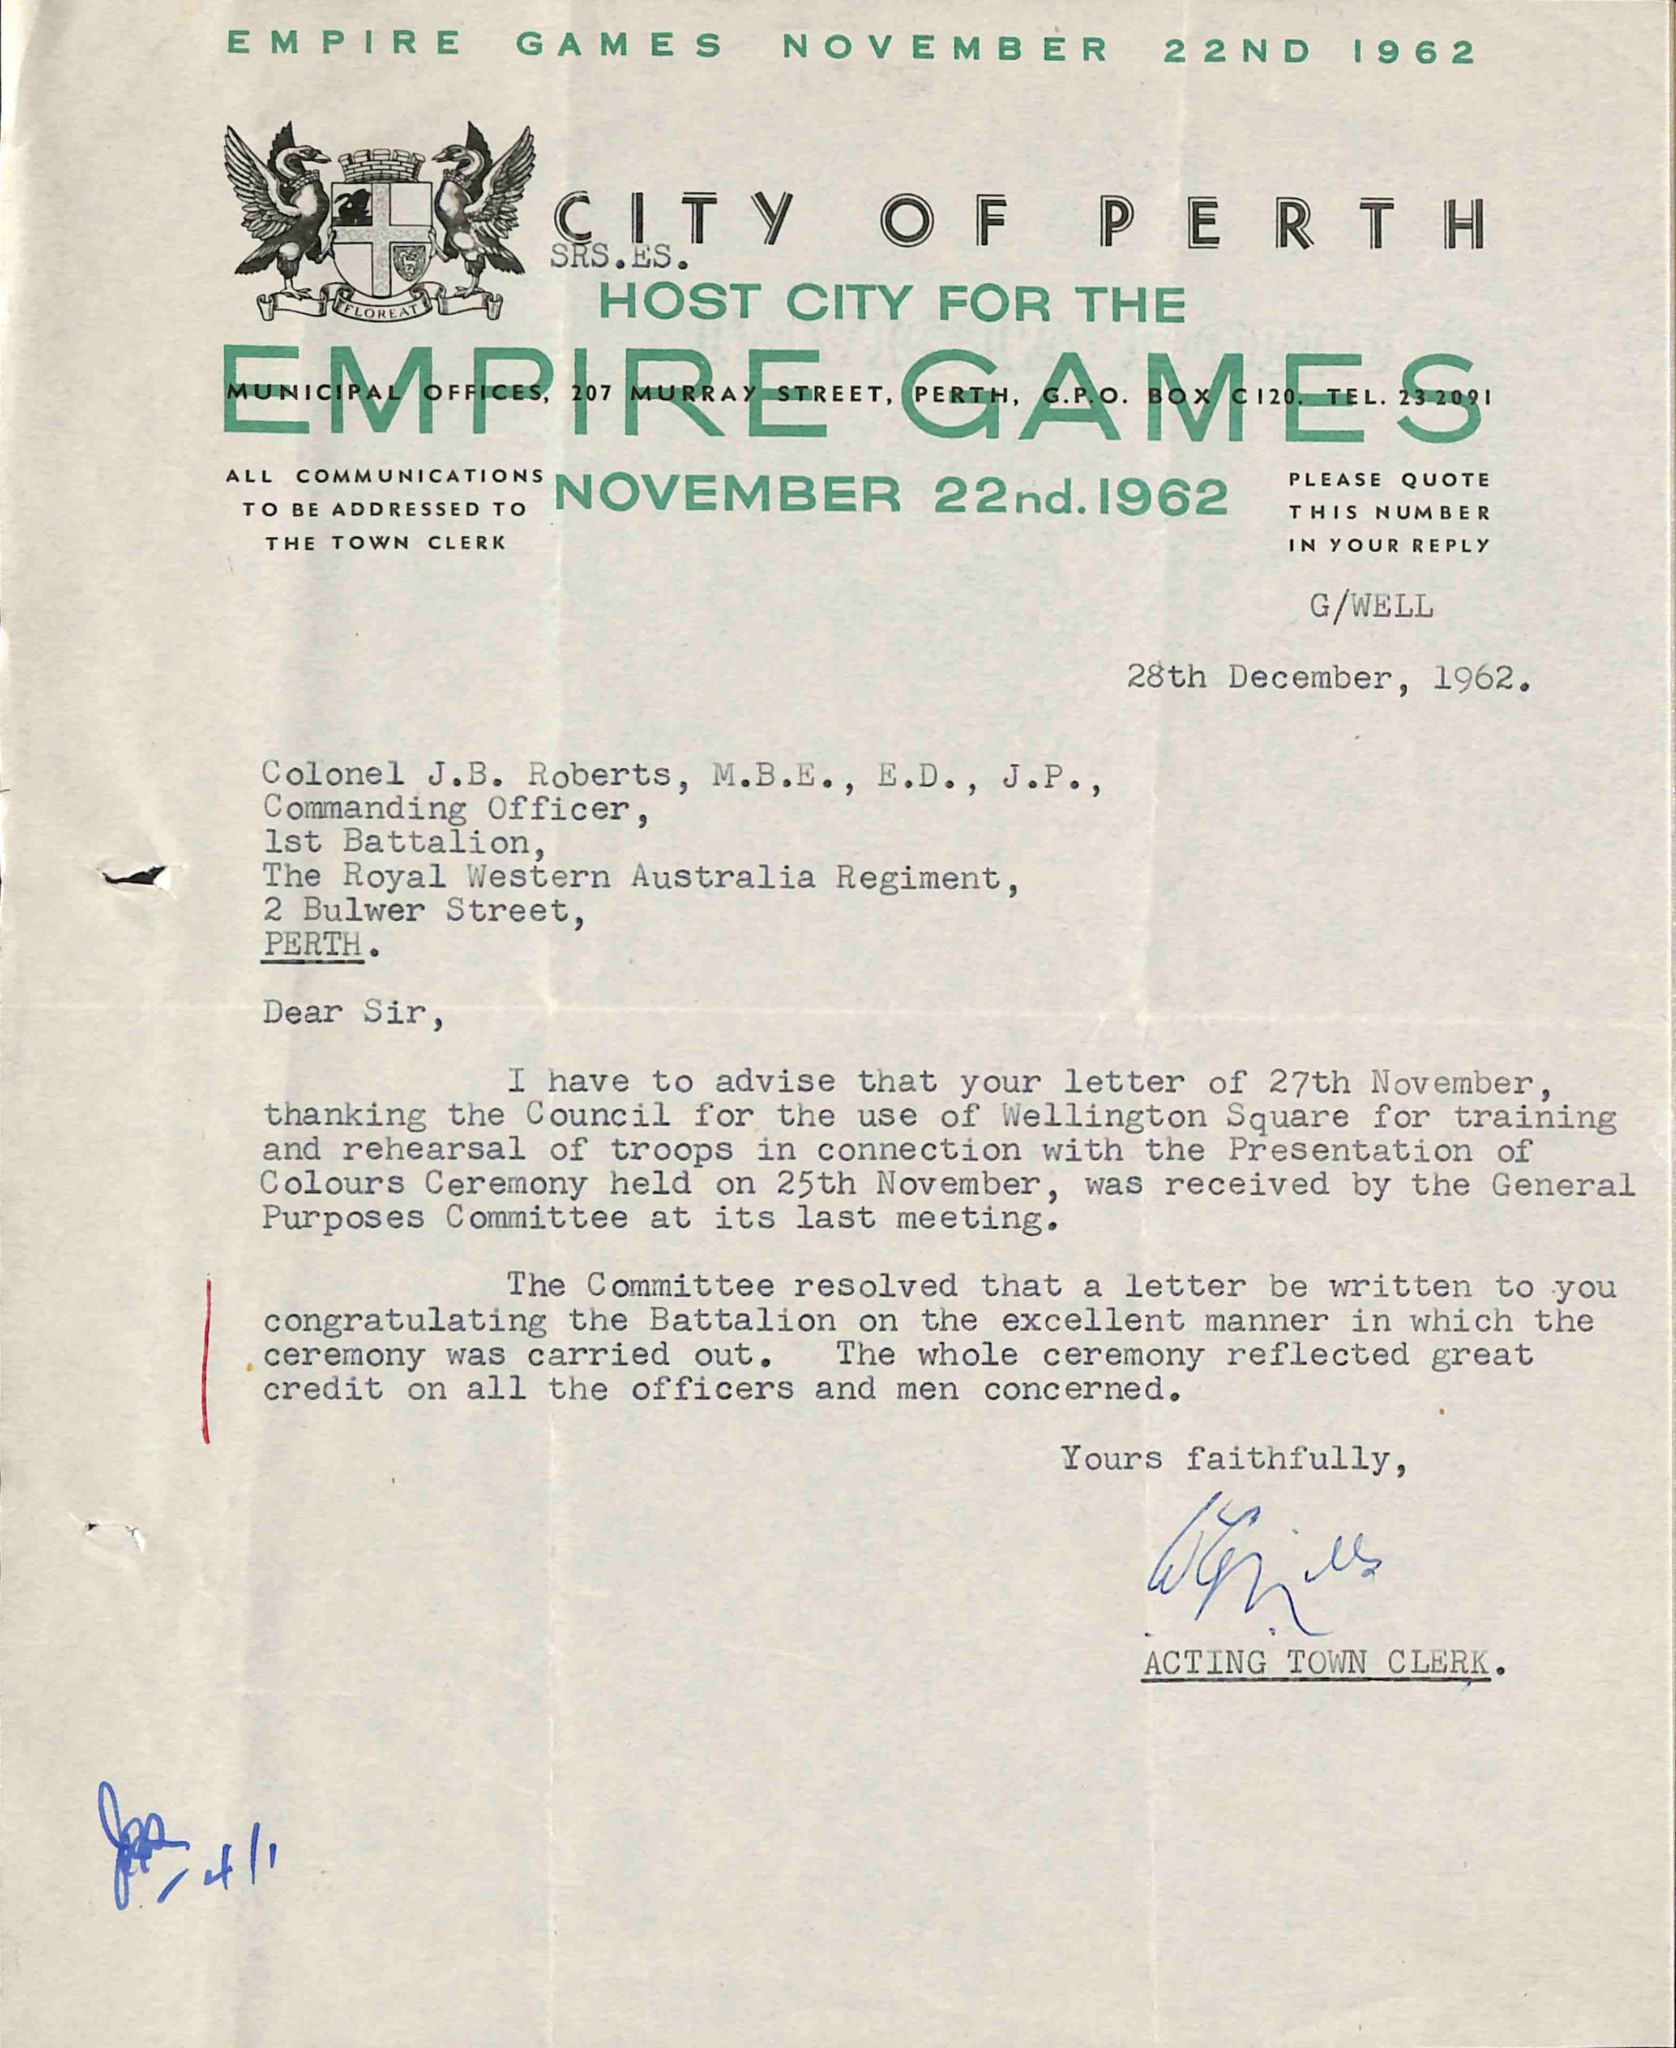 EMPIRE GAMES NOVEMBER 22ND 1962
CITY OF PERTH
SRS.ES.
FLOREAT
HOST CITY FOR THE
EMPIRE GAMES
MUNICIPAL OFFICES, 207 MURRAY STREET, PERTH, G.P.O. BOX C120. TEL. 23 2091
NOVEMBER 22nd. 1962
ALL COMMUNICATIONS
TO BE ADDRESSED TO
THE TOWN CLERK
PLEASE QUOTE
THIS NUMBER
IN YOUR REPLY
G/WELL
28th December, 1962.
Colonel J.B. Roberts, M.B.E., E.D., J.P.,
Commanding Officer,
1st Battalion,
The Royal Western Australia Regiment,
2 Bulwer Street,
PERTH.
Dear Sir,
I have to advise that your letter of 27th November,
thanking the Council for the use of Wellington Square for training
and rehearsal of troops in connection with the Presentation of
Colours Ceremony held on 25th November, was received by the General
Purposes Committee at its last meeting.
The Committee resolved that a letter be written to you
congratulating the Battalion on the excellent manner in which the
ceremony was carried out. The whole ceremony reflected great
credit on all the officers and men concerned.
Yours faithfully,
ACTING TOWN CLERK.
4/1